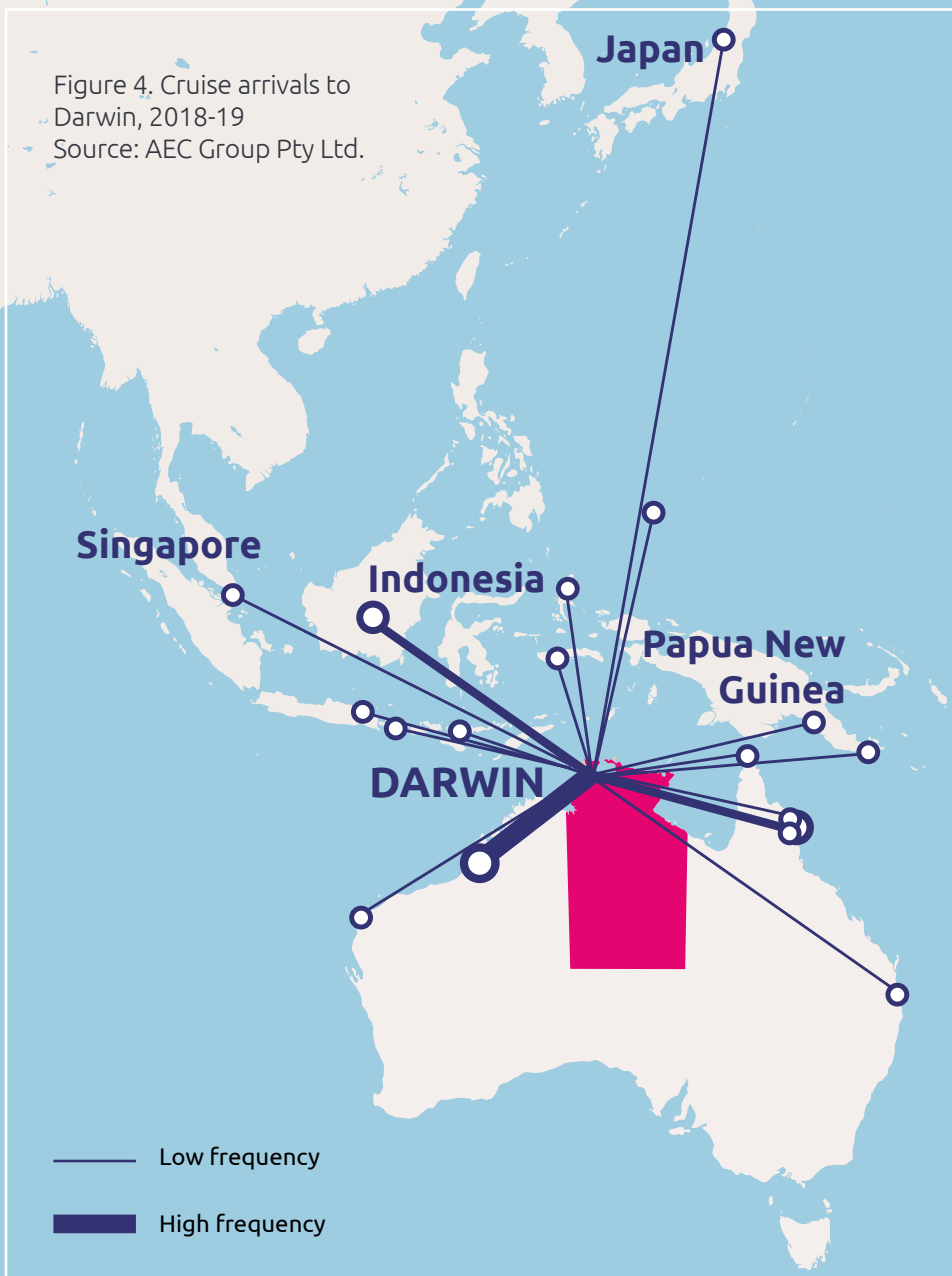 Japan
Figure 4. Cruise arrivals to
Darwin, 2018-19
Source: AEC Group Pty Ltd.
Singapore
Indonesia
Papua New
Guinea
DARWIN
Low frequency
High frequency